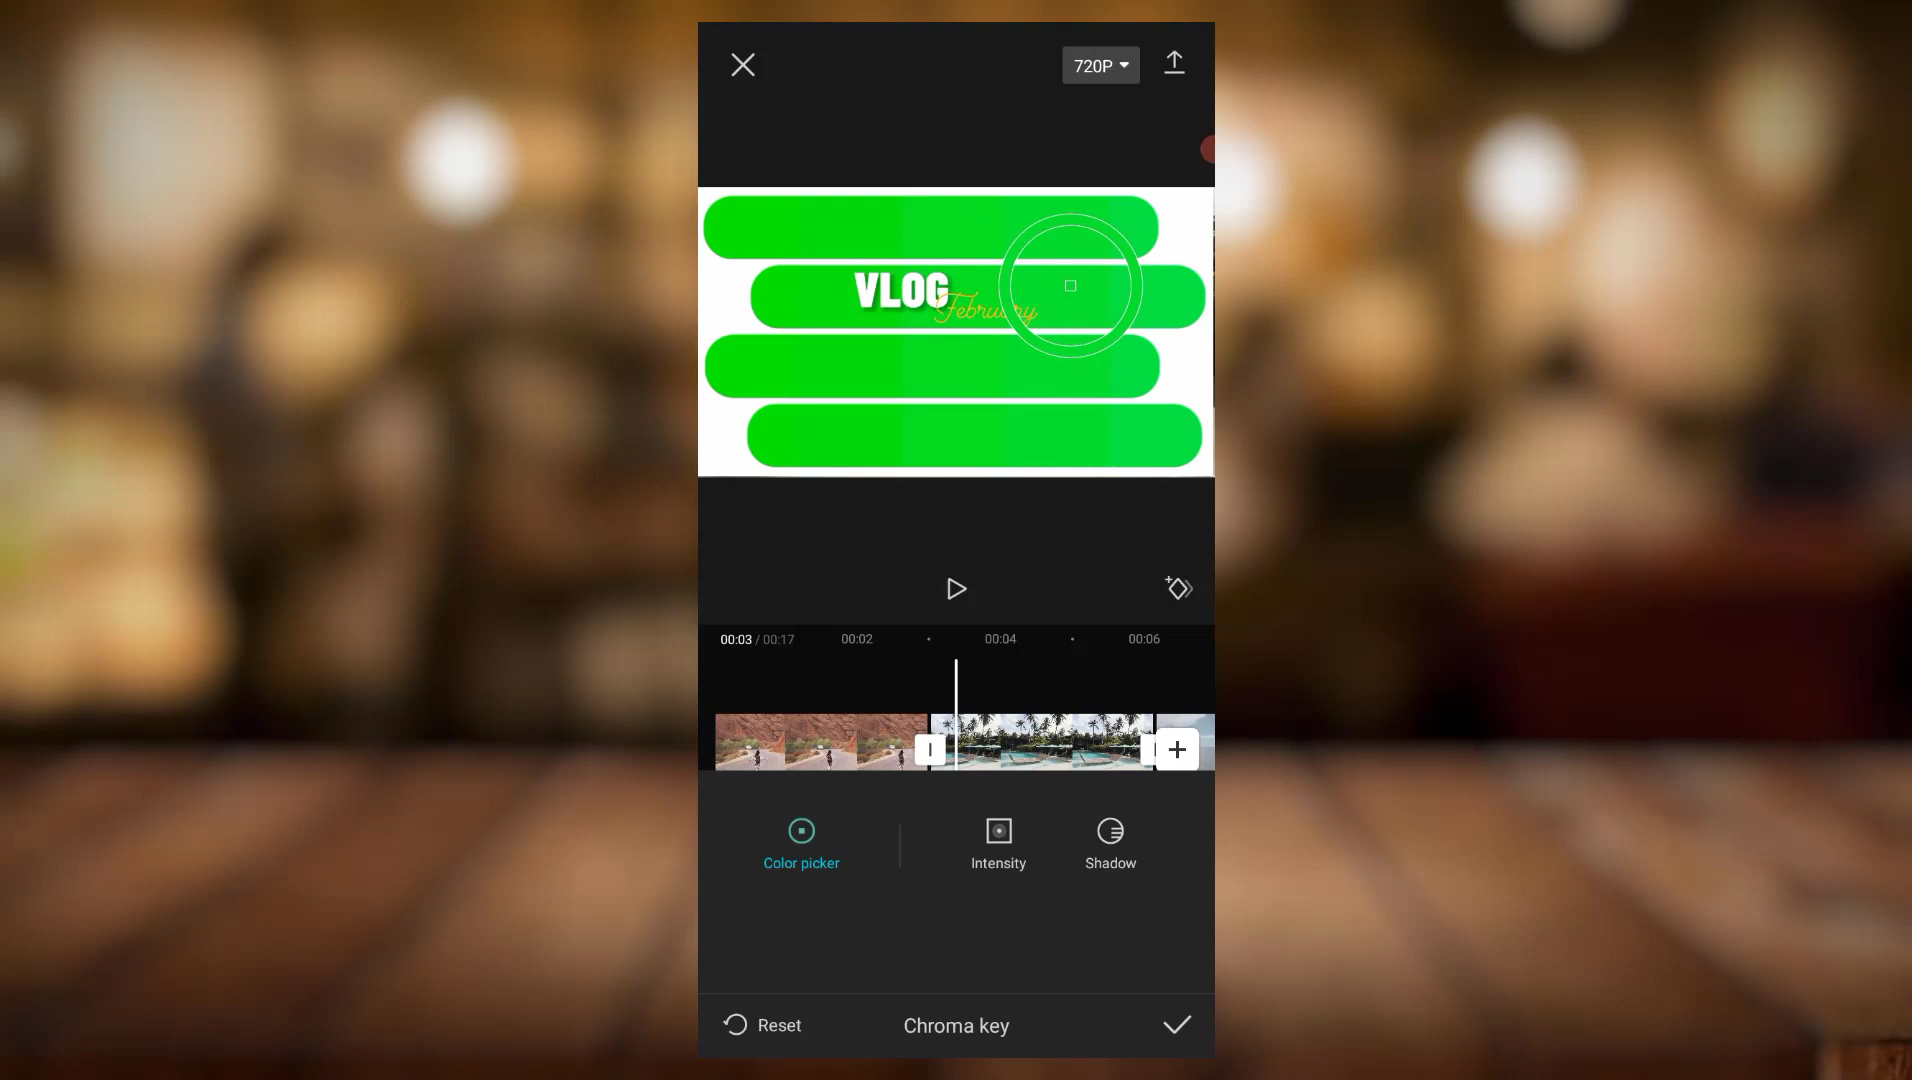 720P
VLOG
February
00:03 / 00:17 00:02 00:04 00:06
Color picker Intensity Shadow
Reset Chroma key